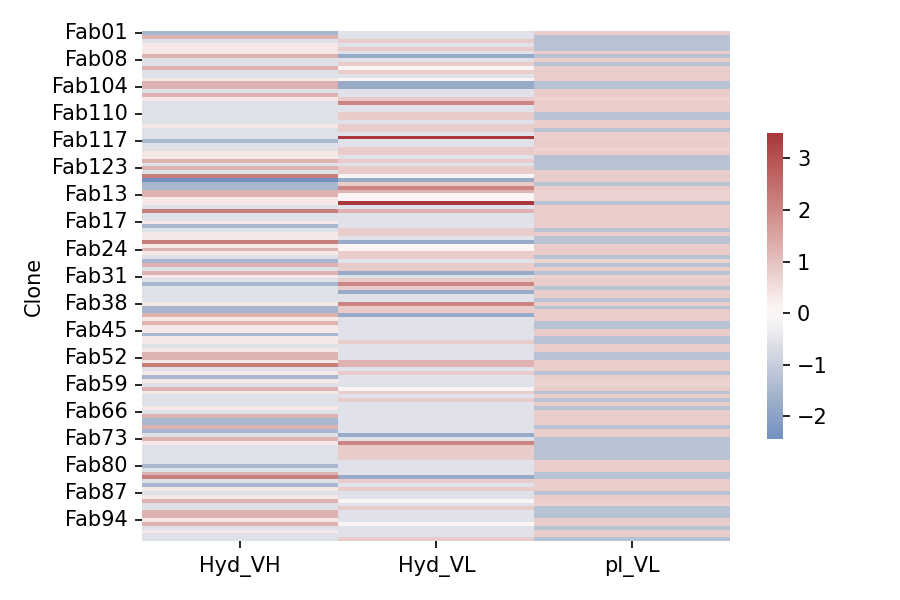 Fab01
Fab08
Fab104
Fab110
Fab117
Fab123
Fab13
Fab17
Fab24
Fab31
Fab38
Fab45
Fab52
Fab59
Fab66
Fab73
Fab80
Fab87
Fab94
Clone
Hyd_VH
Hyd_VL
pI_VL
3
2
1
0
−1
−2